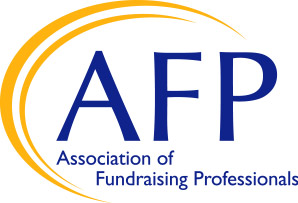 AFP
Association of
Fundraising Professionals